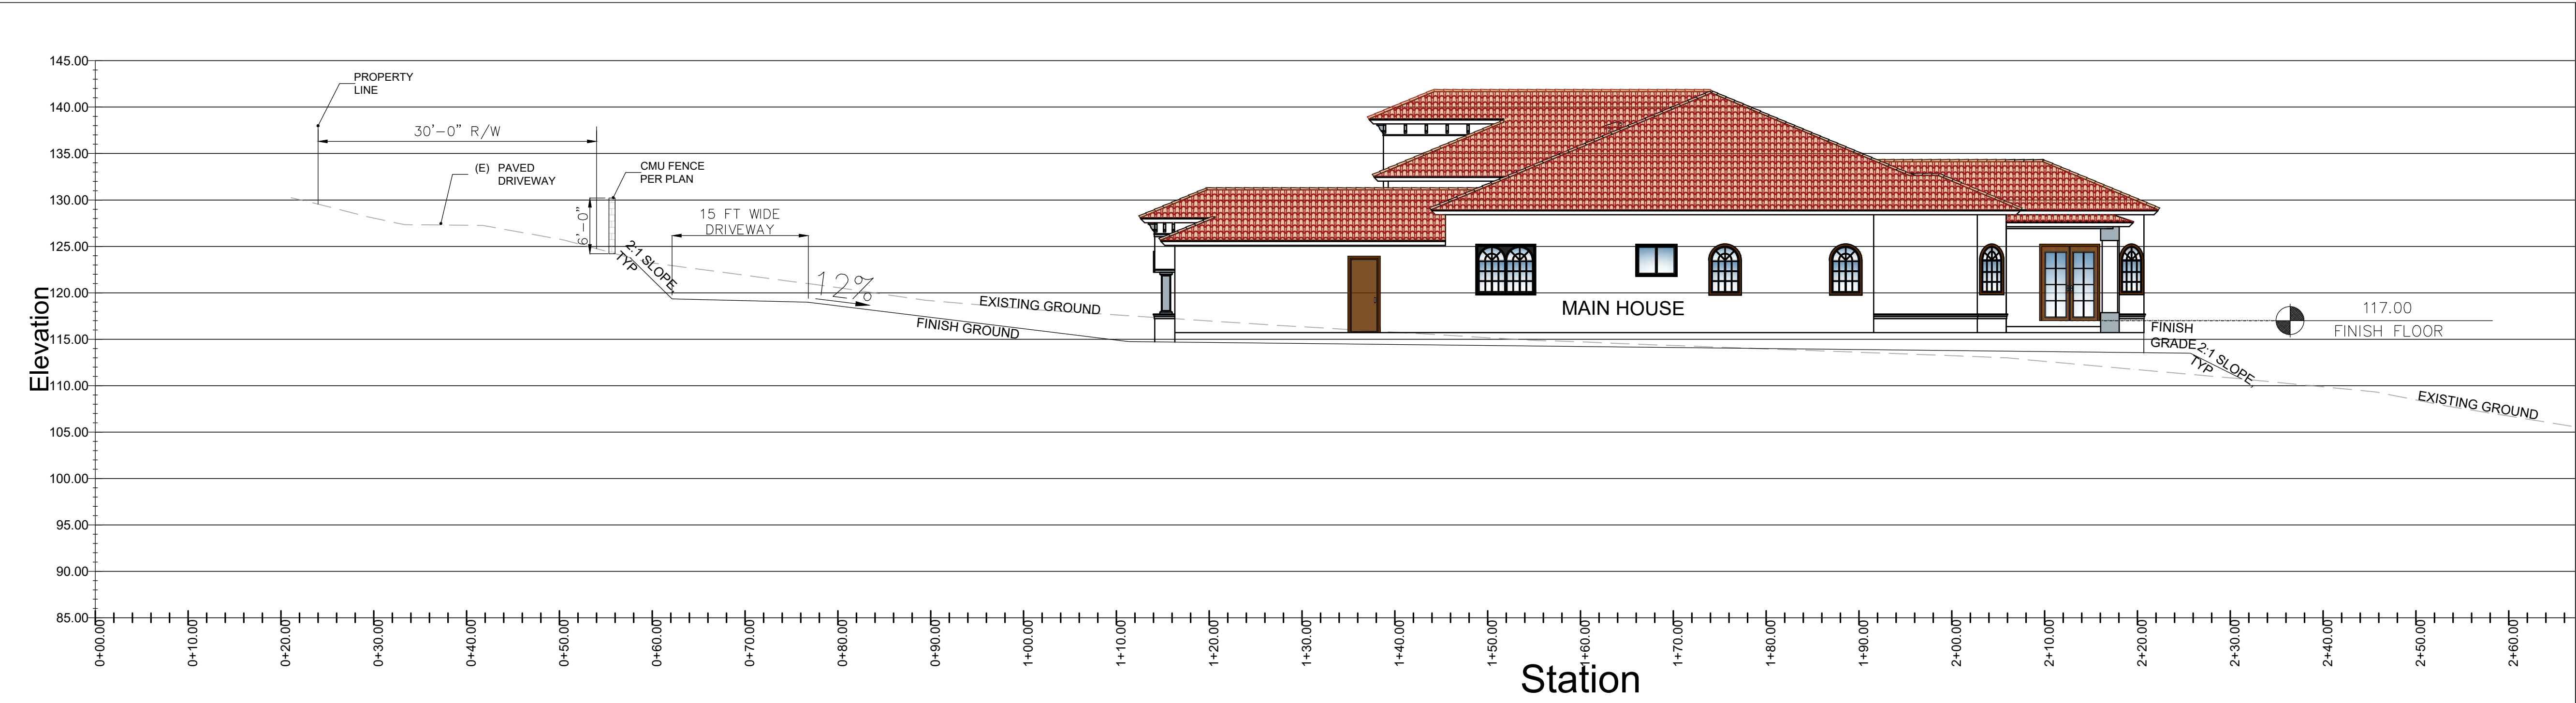 145.00
140.00
135.00
130.00
125.00
120.00
115.00
110.00
105.00
100.00
95.00
90.00
85.00
Elevation
PROPERTY
LINE
30'-0" R/W
(E) PAVED
DRIVEWAY
CMU FENCE
PER PLAN
6'-0"
2:1 SLOPE,
TYP
15 FT WIDE
DRIVEWAY
12%
EXISTING GROUND
FINISH GROUND
MAIN HOUSE
FINISH
GRADE
2:1 SLOPE,
TYP
117.00
FINISH FLOOR
EXISTING GROUND
0+00.00
0+10.00
0+20.00
0+30.00
0+40.00
0+50.00
0+60.00
0+70.00
0+80.00
0+90.00
1+00.00
1+10.00
1+20.00
1+30.00
1+40.00
1+50.00
1+60.00
1+70.00
1+80.00
1+90.00
2+00.00
2+10.00
2+20.00
2+30.00
2+40.00
2+50.00
2+60.00
Station